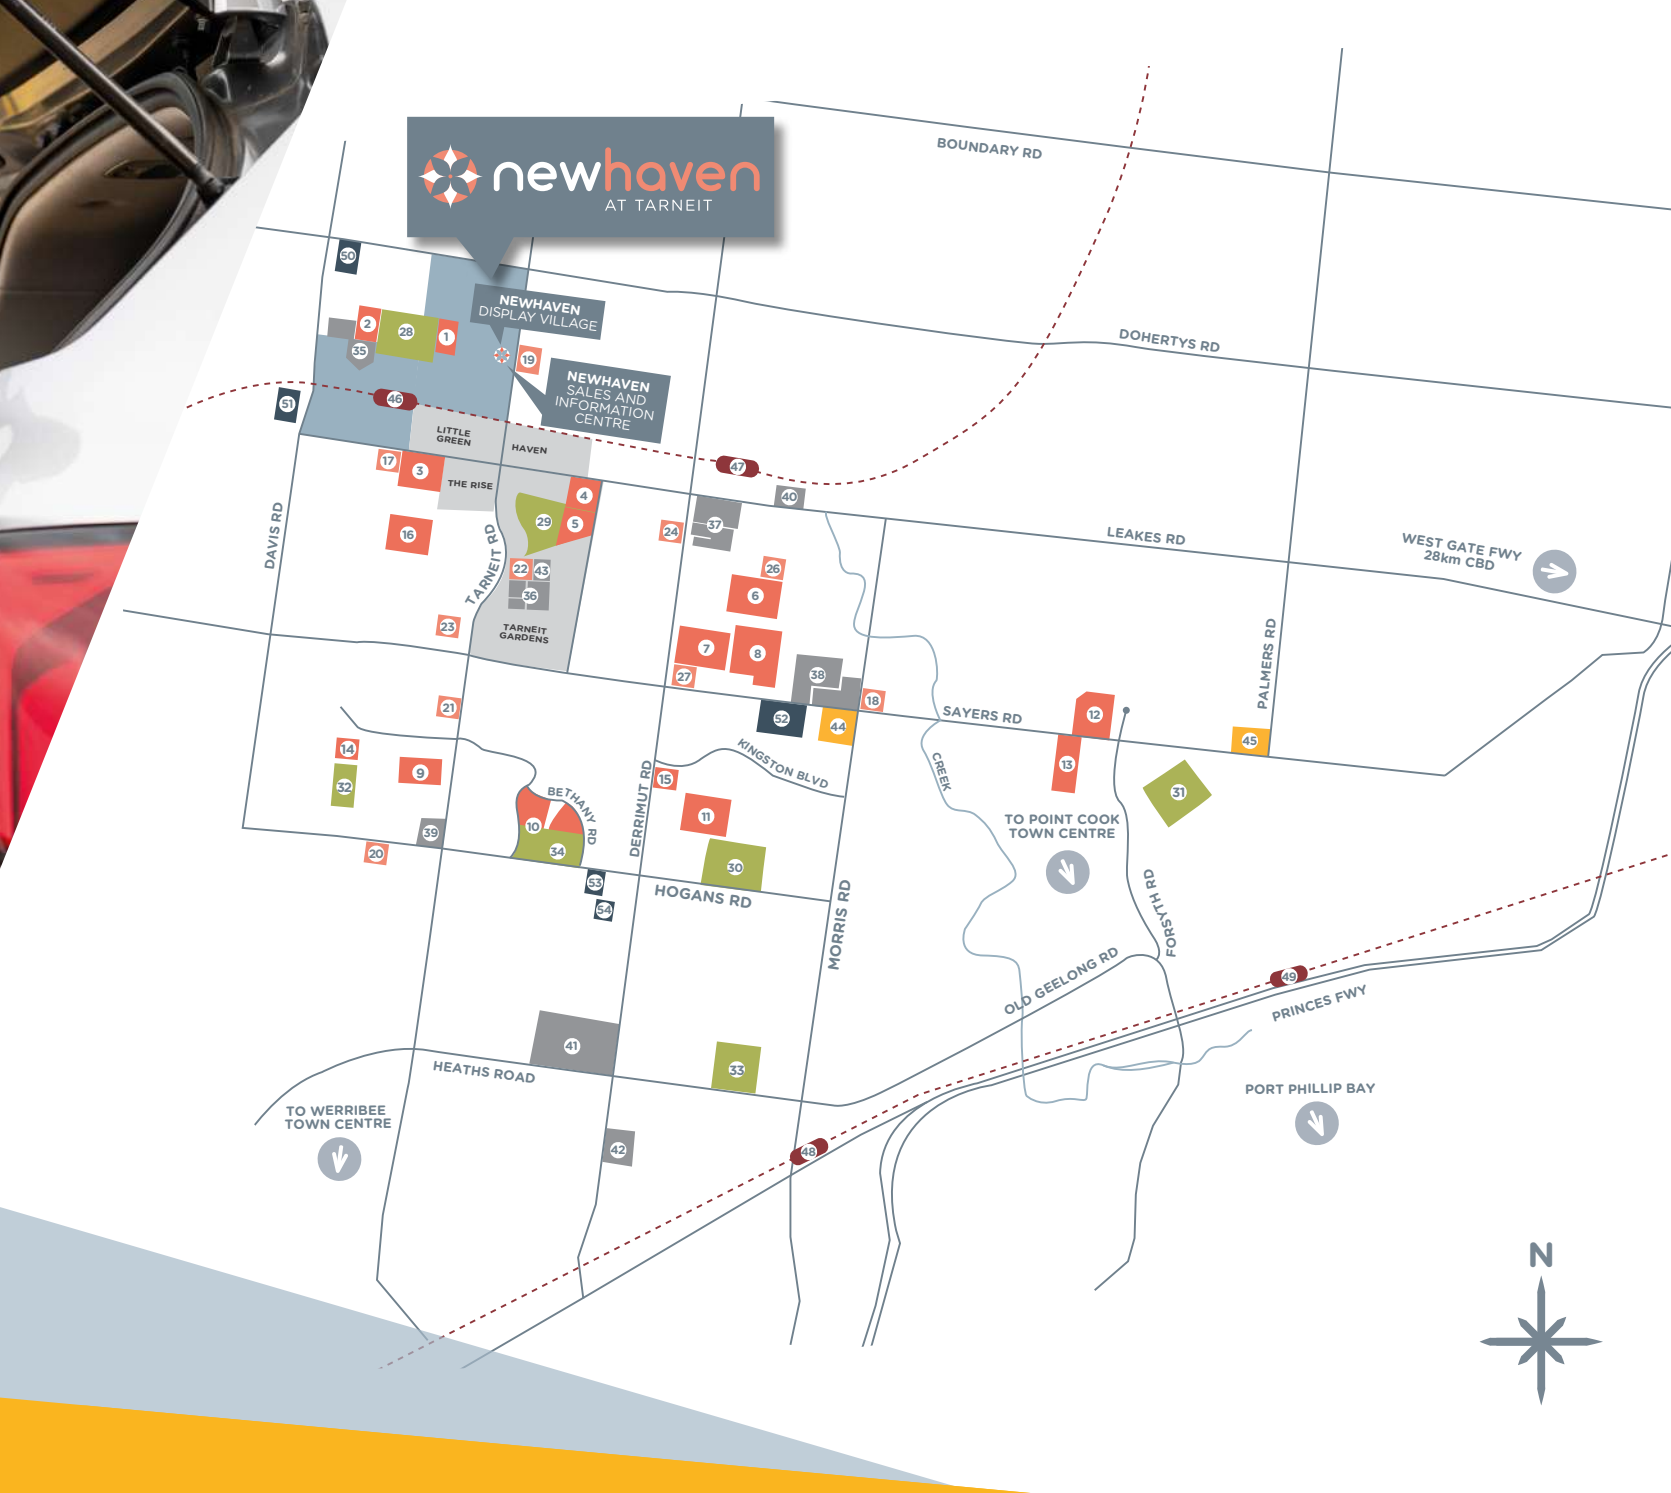 newhaven
AT TARNEIT
BOUNDARY RD
50
NEWHAVEN
DISPLAY VILLAGE
2
28
1
35
19
DOHERTYS RD
NEWHAVEN
SALES AND
INFORMATION
CENTRE
51
46
LITTLE
GREEN
HAVEN
47
17
3
THE RISE
4
40
29
5
37
24
16
DAVIS RD
TARNEIT RD
LEAKES RD
WEST GATE FWY
28km CBD
22
43
26
36
6
23
TARNEIT
GARDENS
7
8
27
38
18
PALMERS RD
21
52
44
SAYERS RD
12
45
14
9
32
KINGSTON BLVD
15
CREEK
13
31
BETHANY RD
DERRIMUT RD
10
11
39
34
20
30
TO POINT COOK
TOWN CENTRE
53
54
HOGANS RD
MORRIS RD
FORSYTH RD
OLD GEELONG RD
49
PRINCES FWY
41
33
HEATHS ROAD
PORT PHILLIP BAY
TO WERRIBEE
TOWN CENTRE
42
48
N